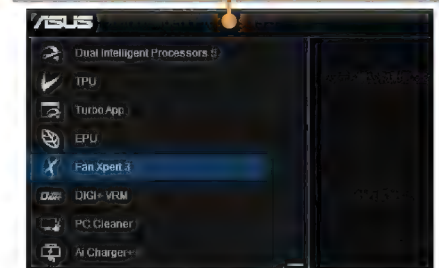 ASUS
Dual Intelligent Processors 5
TPU
Turbo App
EPU
Fan Xpert 3
DIGI+ VRM
PC Cleaner
Ai Charger+